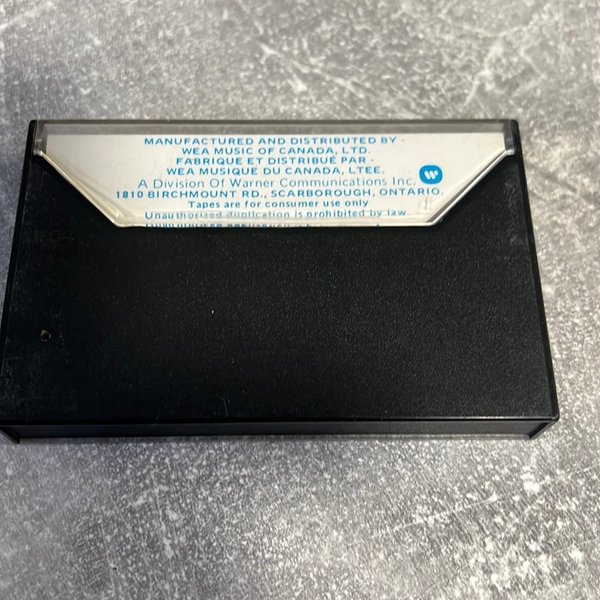 MANUFACTURED AND DISTRIBUTED BY ·
WEA MUSIC OF CANADA, LTD.
FABRIQUE ET DISTRIBUÉ PAR ·
WEA MUSIQUE DU CANADA, LTEE.
A Division Of Warner Communications Inc.
1810 BIRCHMOUNT RD., SCARBOROUGH, ONTARIO.
Tapes are for consumer use only
Unauthorized duplication is prohibited by law